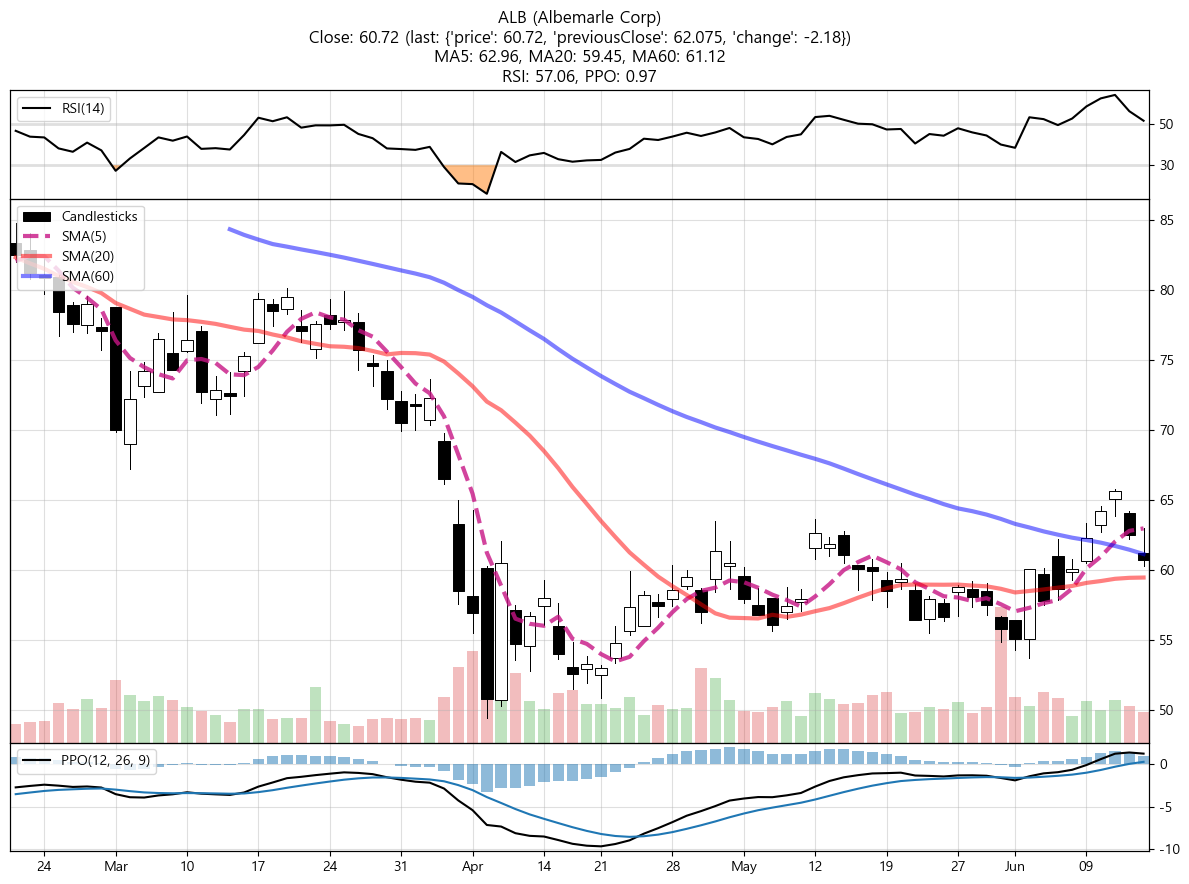 ALB (Albemarle Corp)
Close: 60.72 (last: {'price': 60.72, 'previousClose': 62.075, 'change': -2.18})
MA5: 62.96, MA20: 59.45, MA60: 61.12
RSI: 57.06, PPO: 0.97
RSI(14)
50
30
Candlesticks
SMA(5)
SMA(20)
SMA(60)
85
80
75
70
65
60
55
50
PPO(12, 26, 9)
0
-5
-10
24 Mar 10 17 24 31 Apr 14 21 28 May 12 19 27 Jun 09